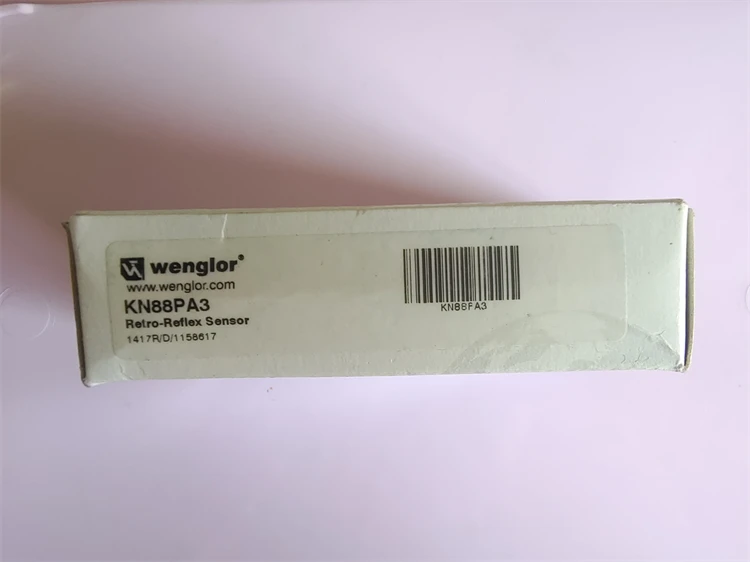 wenglor®
www.wenglor.com
KN88PA3
Retro-Reflex Sensor
1417R/D/1158617
KN88PA3